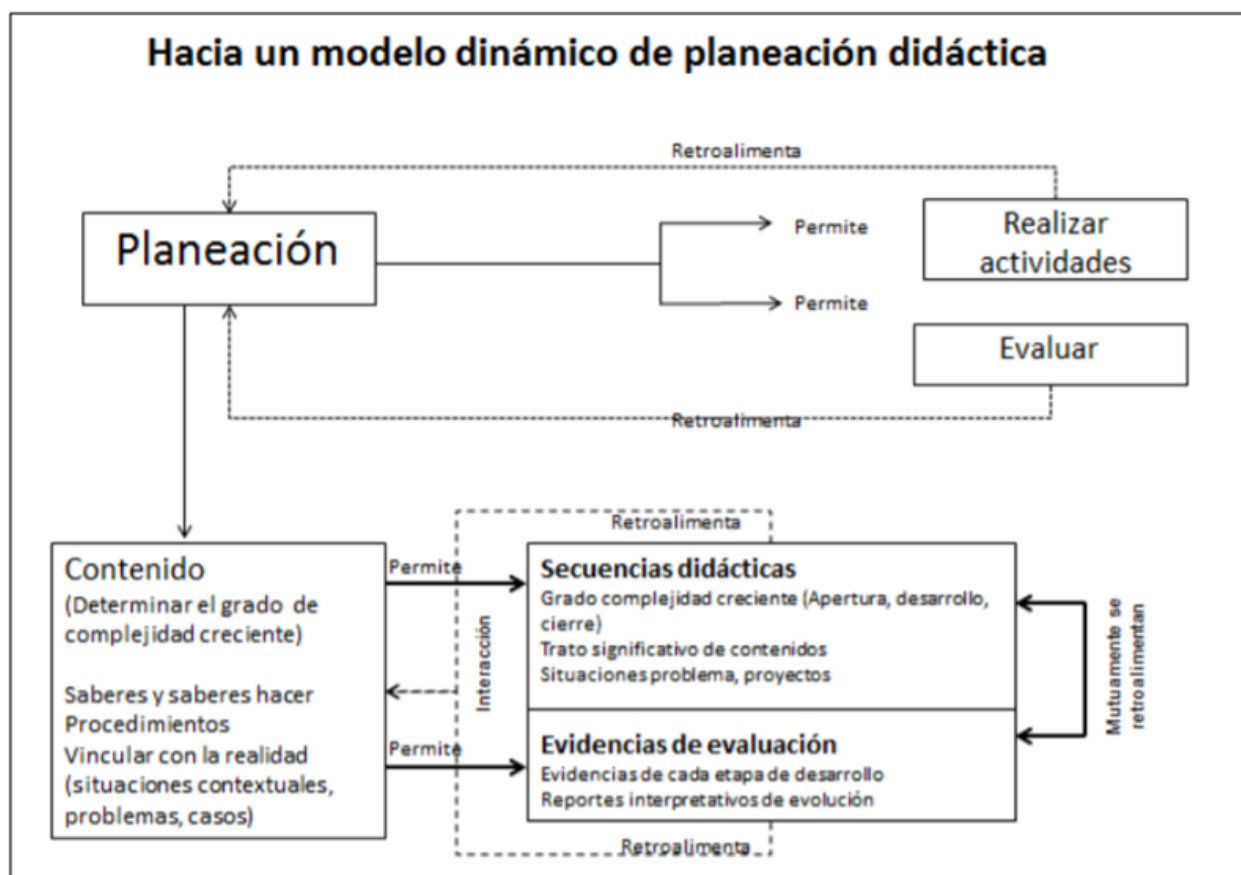 Hacia un modelo dinámico de planeación didáctica
Retroalimenta
Planeación
Permite
Realizar
actividades
Permite
Evaluar
Retroalimenta
Retroalimenta
Contenido
(Determinar el grado de
complejidad creciente)
Saberes y saberes hacer
Procedimientos
Vincular con la realidad
(situaciones contextuales,
problemas, casos)
Permite
Permite
Interacción
Secuencias didácticas
Grado complejidad creciente (Apertura, desarrollo,
cierre)
Trato significativo de contenidos
Situaciones problema, proyectos
Evidencias de evaluación
Evidencias de cada etapa de desarrollo
Reportes interpretativos de evolución
Mutuamente se
retroalimentan
Retroalimenta